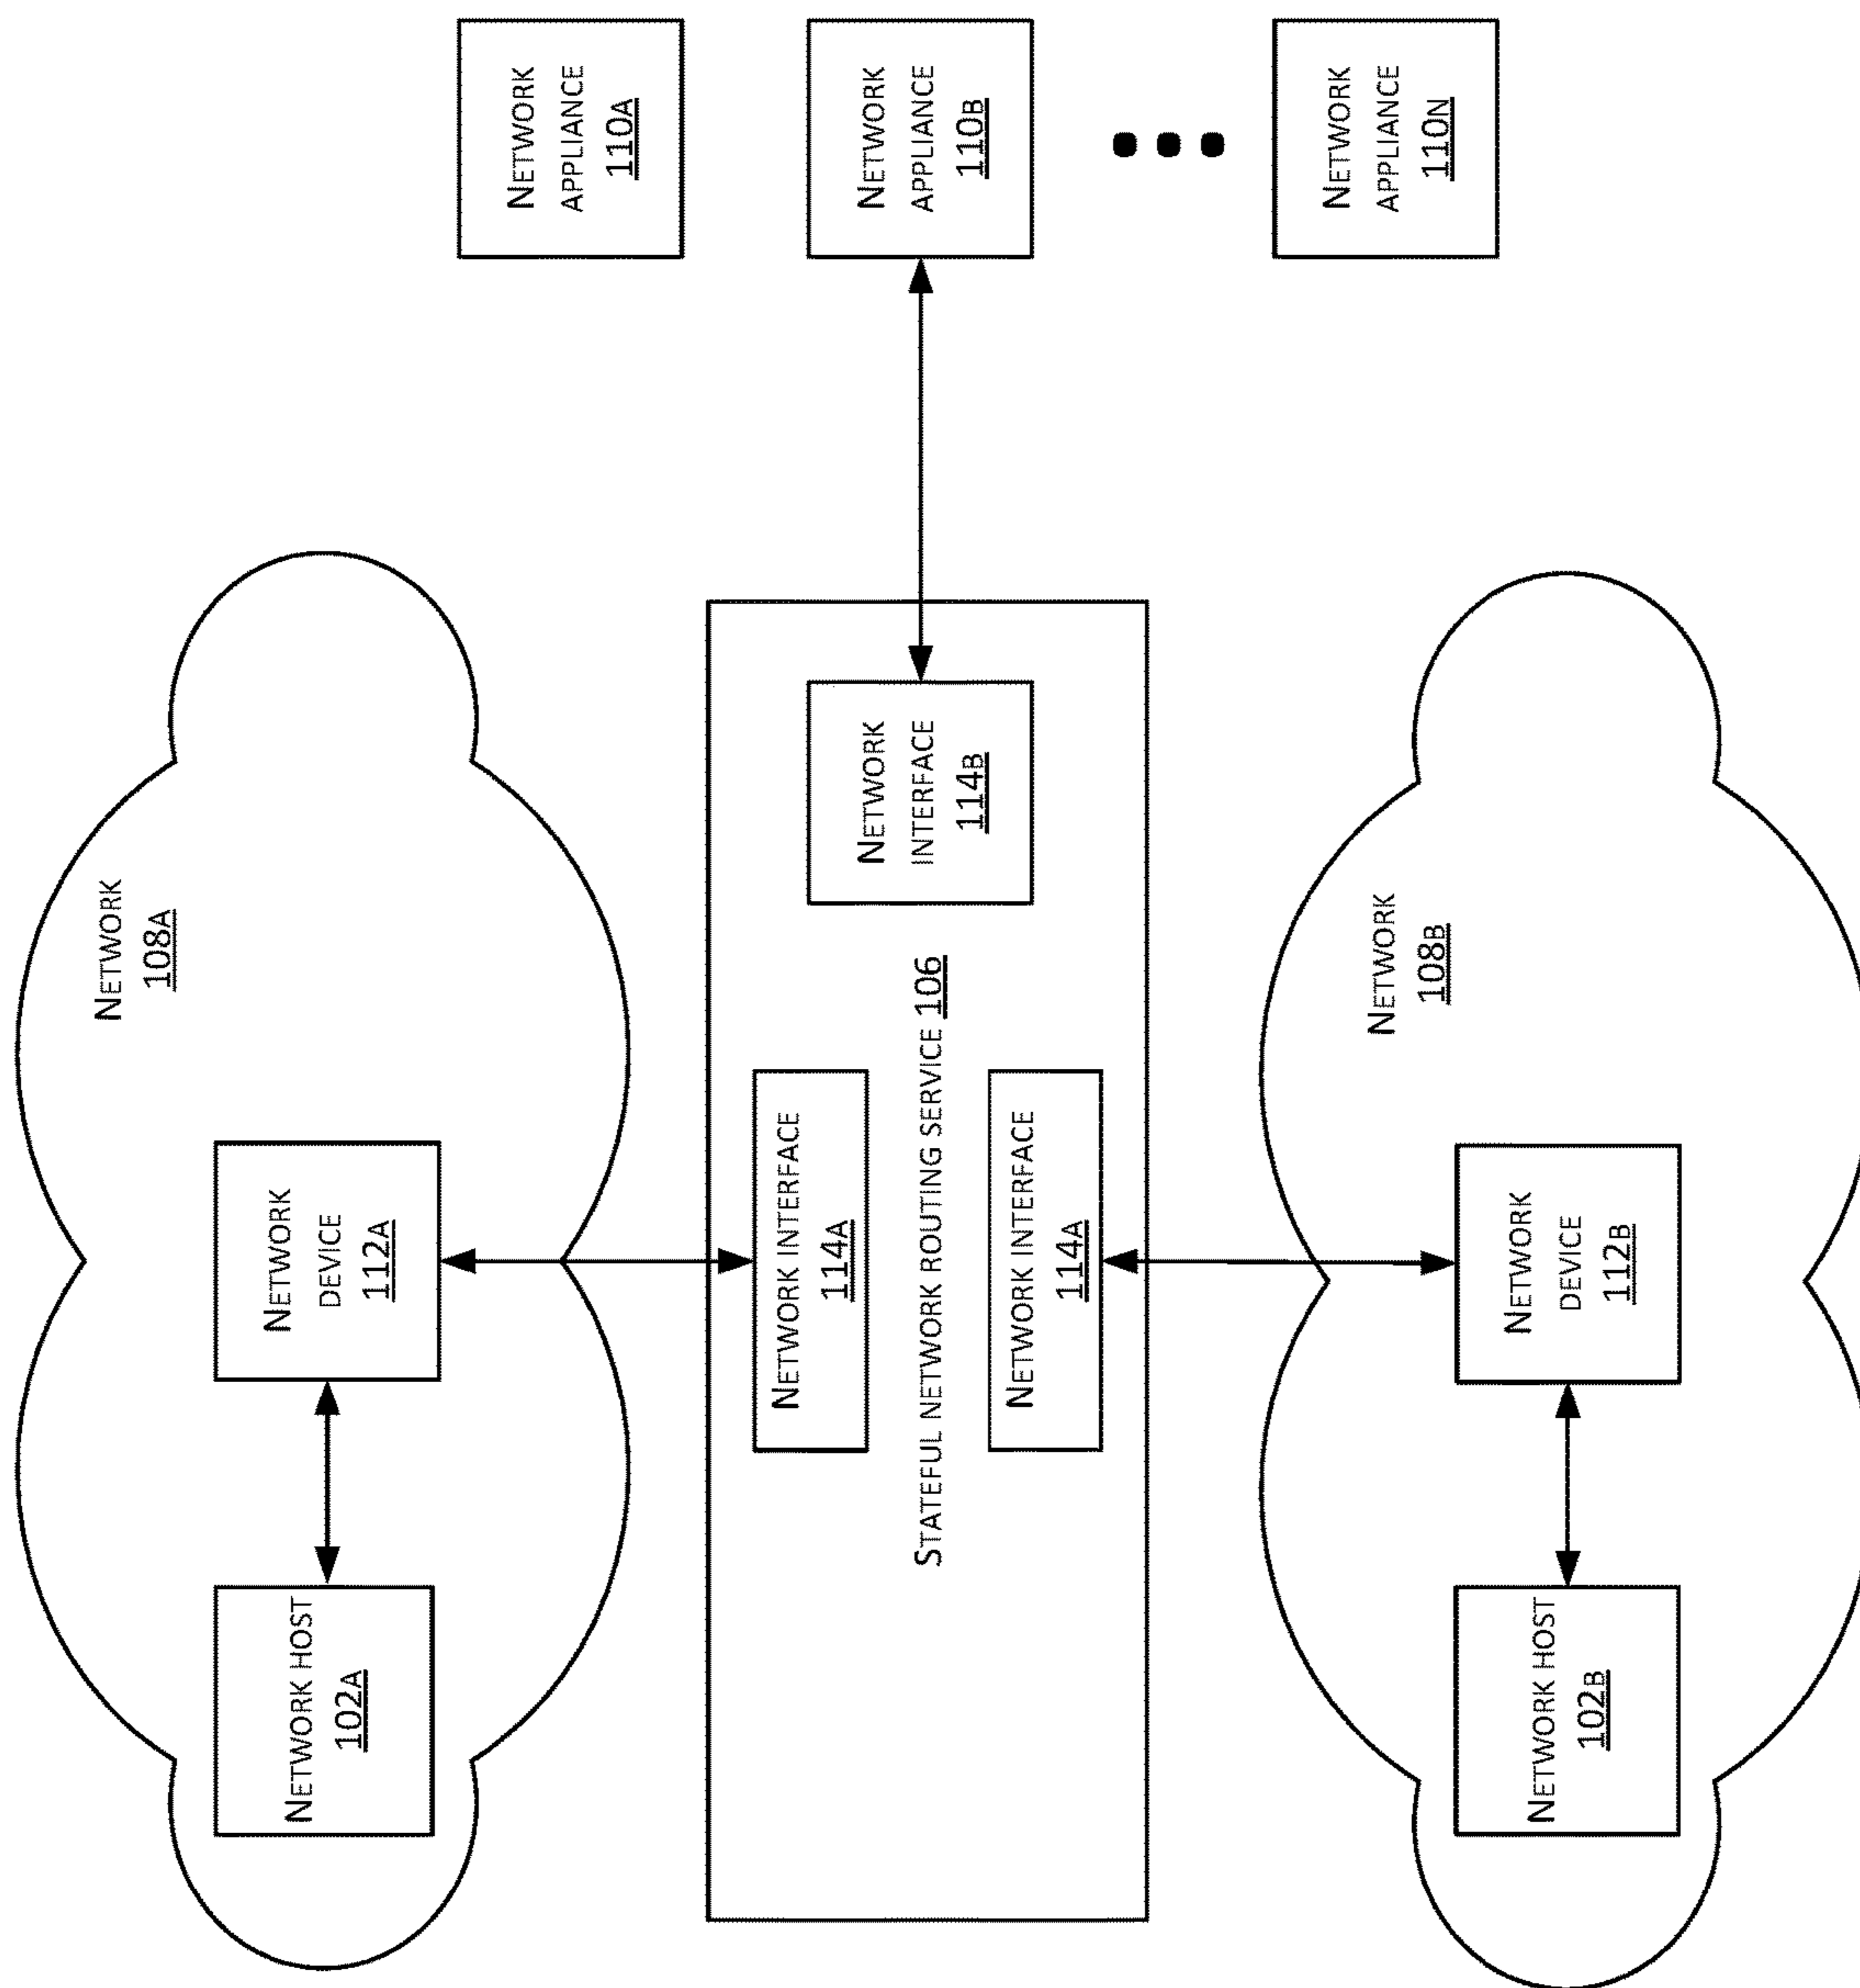 NETWORK
108A
NETWORK HOST
102A
NETWORK
DEVICE
112A
NETWORK INTERFACE
114A
STATEFUL NETWORK ROUTING SERVICE 106
NETWORK INTERFACE
114A
NETWORK
INTERFACE
114B
NETWORK
APPLIANCE
110A
NETWORK
APPLIANCE
110B
NETWORK
APPLIANCE
110N
NETWORK
108B
NETWORK HOST
102B
NETWORK
DEVICE
112B